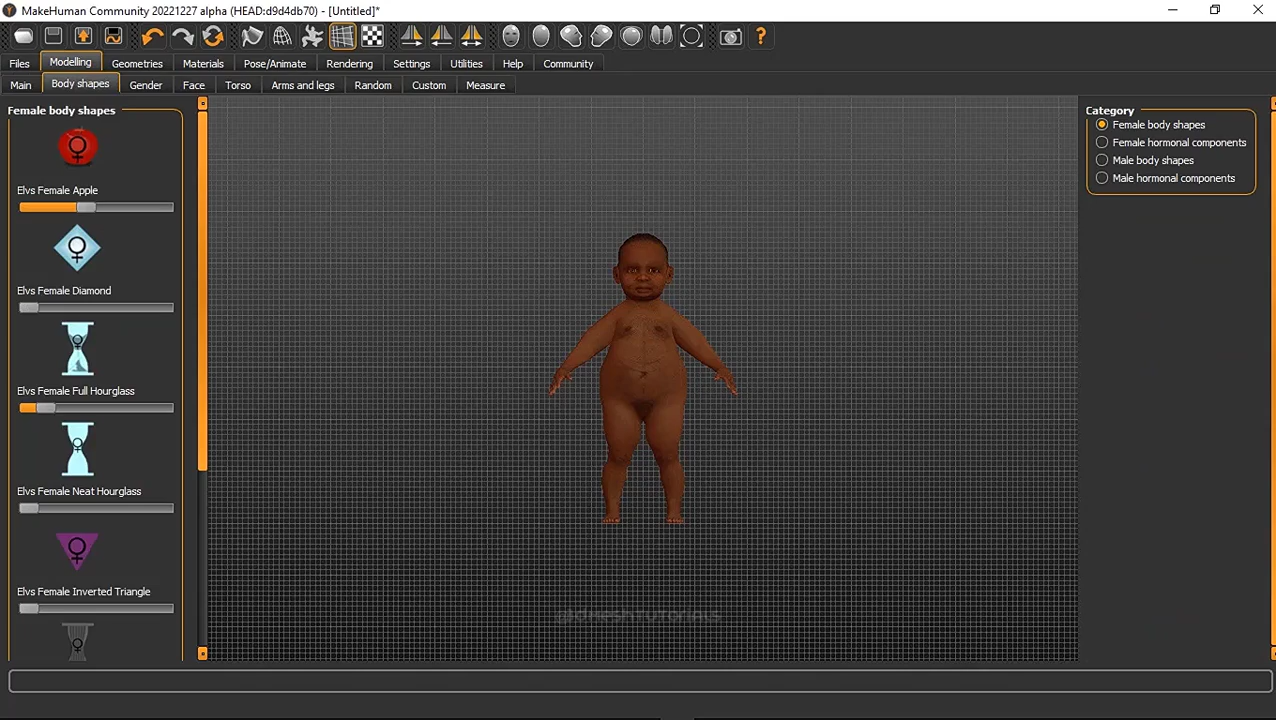 MakeHuman Community 20221227 alpha (HEAD:d9d4db70) - [Untitled]*
Files Modelling Geometries Materials Pose/Animate Rendering Settings Utilities Help Community
Main Body shapes Gender Face Torso Arms and legs Random Custom Measure
Female body shapes
Elvs Female Apple
Elvs Female Diamond
Elvs Female Full Hourglass
Elvs Female Neat Hourglass
Elvs Female Inverted Triangle
Category
Female body shapes
Female hormonal components
Male body shapes
Male hormonal components
@3DMESHTUTORIALS